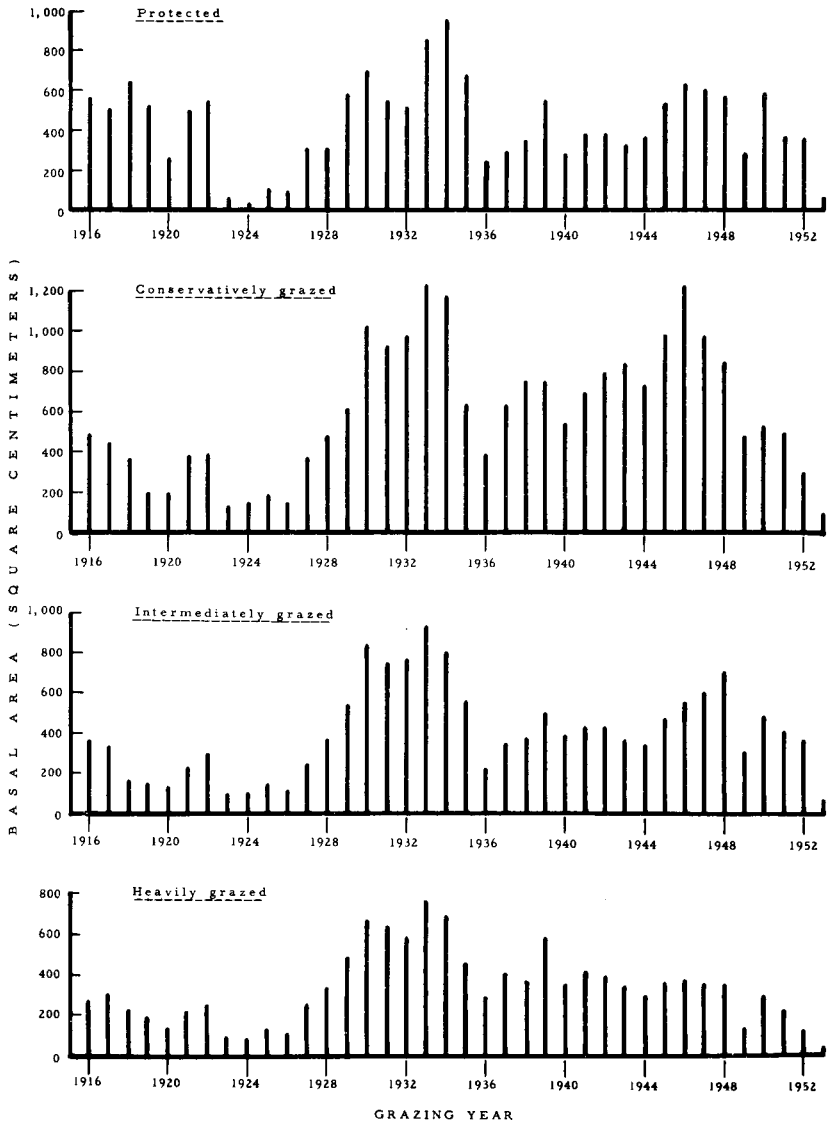 Protected
1,000
800
600
400
200
0
1916 1920 1924 1928 1932 1936 1940 1944 1948 1952
Conservatively grazed
1,200
1,000
800
600
400
200
0
1916 1920 1924 1928 1932 1936 1940 1944 1948 1952
Intermediately grazed
1,000
800
600
400
200
0
1916 1920 1924 1928 1932 1936 1940 1944 1948 1952
Heavily grazed
800
600
400
200
0
1916 1920 1924 1928 1932 1936 1940 1944 1948 1952
BASAL AREA (SQUARE CENTIMETERS)
GRAZING YEAR